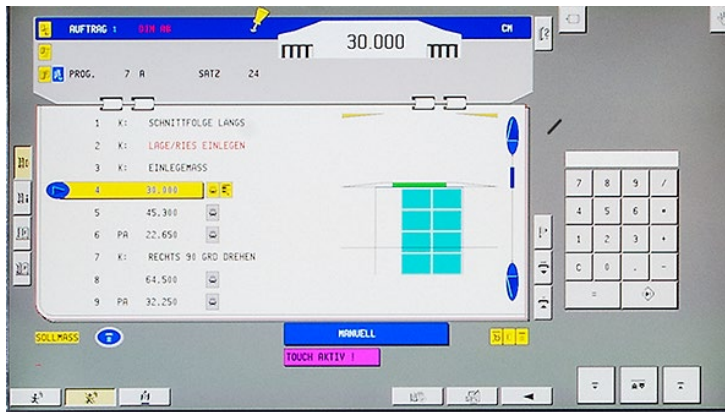 AUFTRAG 1 DIM AB CM
30.000
PROG. 7 A SATZ 24
1 K: SCHNITTFOLGE LANGS
2 K: LAGE/RIES EINLEGEN
3 K: EINLEGEMASS
4 30.000
5 45.300
6 PA 22.650
7 K: RECHTS 90 GRD DREHEN
8 64.500
9 PA 32.250
7 8 9 /
4 5 6 *
1 2 3 +
C 0 . -
=
SOLLMASS
MANUELL
TOUCH AKTIV !